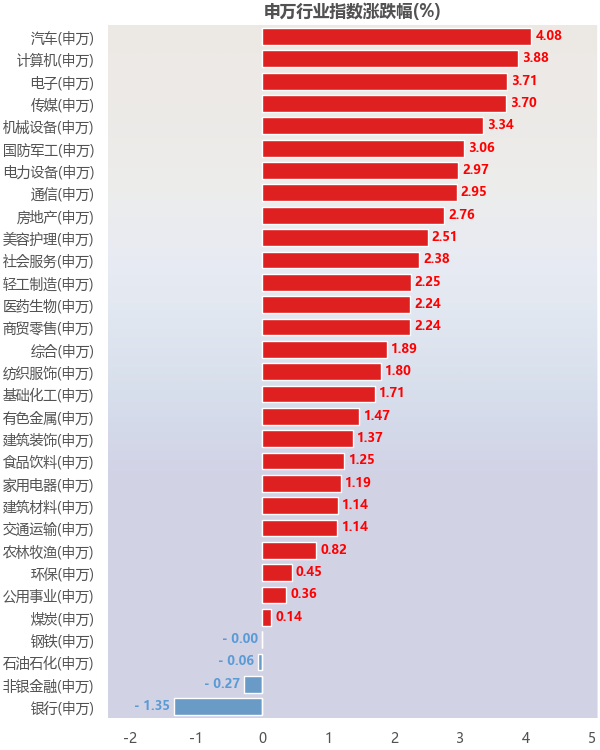 申万行业指数涨跌幅(%)
汽车(申万) 4.08
计算机(申万) 3.88
电子(申万) 3.71
传媒(申万) 3.70
机械设备(申万) 3.34
国防军工(申万) 3.06
电力设备(申万) 2.97
通信(申万) 2.95
房地产(申万) 2.76
美容护理(申万) 2.51
社会服务(申万) 2.38
轻工制造(申万) 2.25
医药生物(申万) 2.24
商贸零售(申万) 2.24
综合(申万) 1.89
纺织服饰(申万) 1.80
基础化工(申万) 1.71
有色金属(申万) 1.47
建筑装饰(申万) 1.37
食品饮料(申万) 1.25
家用电器(申万) 1.19
建筑材料(申万) 1.14
交通运输(申万) 1.14
农林牧渔(申万) 0.82
环保(申万) 0.45
公用事业(申万) 0.36
煤炭(申万) 0.14
钢铁(申万) - 0.00
石油石化(申万) - 0.06
非银金融(申万) - 0.27
银行(申万) - 1.35
-2 -1 0 1 2 3 4 5